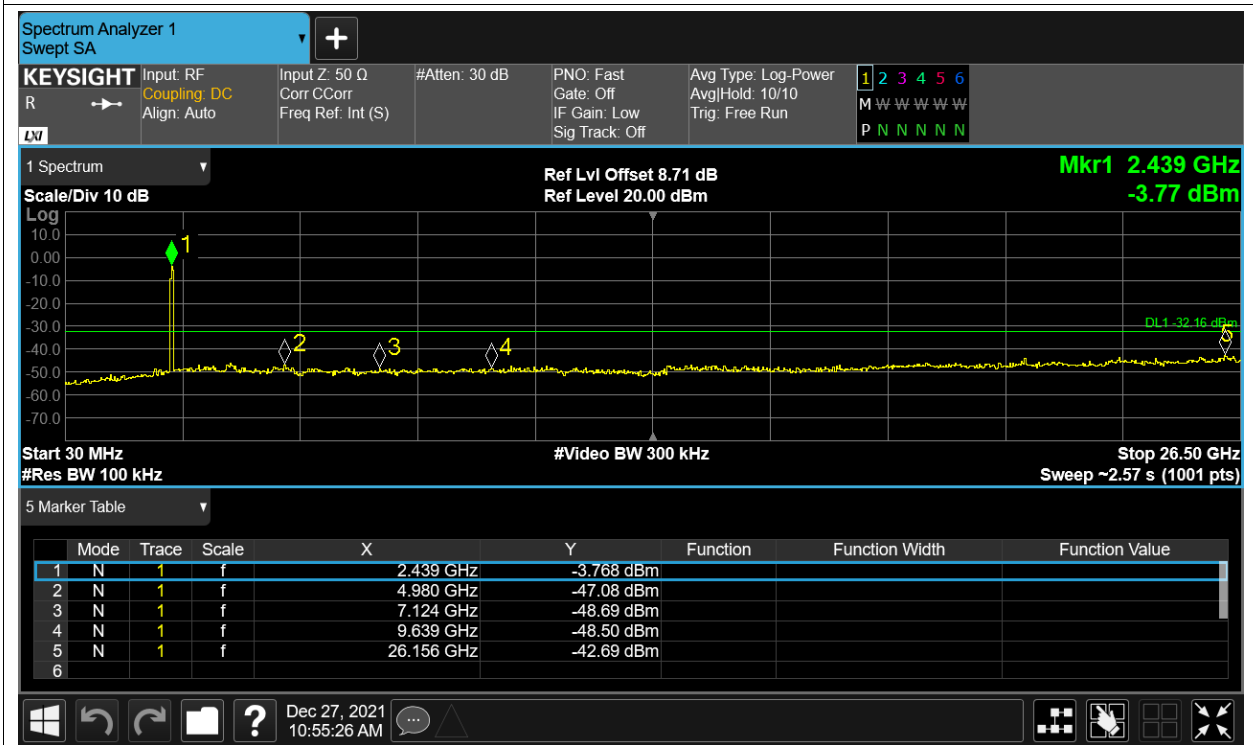 Spectrum Analyzer 1
Swept SA
KEYSIGHT
R
LXI
Input: RF
Coupling: DC
Align: Auto
Input Z: 50 Ω
Corr CCorr
Freq Ref: Int (S)
#Atten: 30 dB
PNO: Fast
Gate: Off
IF Gain: Low
Sig Track: Off
Avg Type: Log-Power
Avg|Hold: 10/10
Trig: Free Run
1 2 3 4 5 6
M W W W W W
P N N N N N
1 Spectrum
Scale/Div 10 dB
Ref Lvl Offset 8.71 dB
Ref Level 20.00 dBm
Mkr1 2.439 GHz
-3.77 dBm
Log
10.0
0.00
-10.0
-20.0
-30.0
-40.0
-50.0
-60.0
-70.0
1
2
3
4
5
DL1 -32.16 dBm
Start 30 MHz
#Video BW 300 kHz
Stop 26.50 GHz
#Res BW 100 kHz
Sweep ~2.57 s (1001 pts)
5 Marker Table
Mode Trace Scale X Y Function Function Width Function Value
1 N 1 f 2.439 GHz -3.768 dBm
2 N 1 f 4.980 GHz -47.08 dBm
3 N 1 f 7.124 GHz -48.69 dBm
4 N 1 f 9.639 GHz -48.50 dBm
5 N 1 f 26.156 GHz -42.69 dBm
6
?
Dec 27, 2021
10:55:26 AM